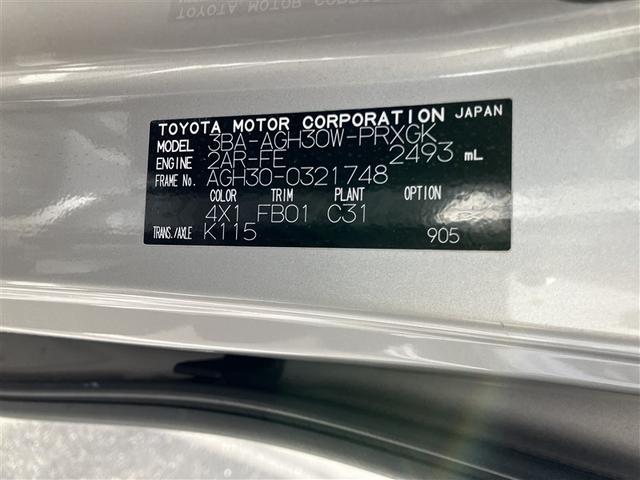 TOYOTA MOTOR CORPORATION JAPAN
MODEL 3BA-AGH30W-PRXGK
ENGINE 2AR-FE 2493 mL
FRAME No. AGH30-0321748
COLOR TRIM PLANT OPTION
4X1 FB01 C31
TRANS./AXLE K115 905